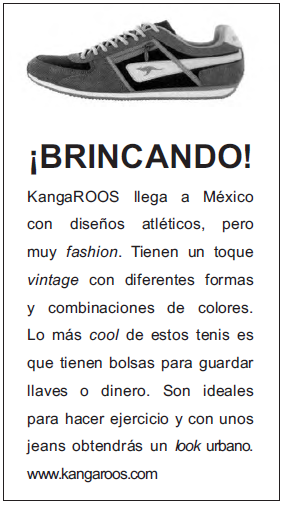 ¡BRINCANDO!
KangaROOS llega a México
con diseños atléticos, pero
muy fashion. Tienen un toque
vintage con diferentes formas
y combinaciones de colores.
Lo más cool de estos tenis es
que tienen bolsas para guardar
llaves o dinero. Son ideales
para hacer ejercicio y con unos
jeans obtendrás un look urbano.
www.kangaroos.com